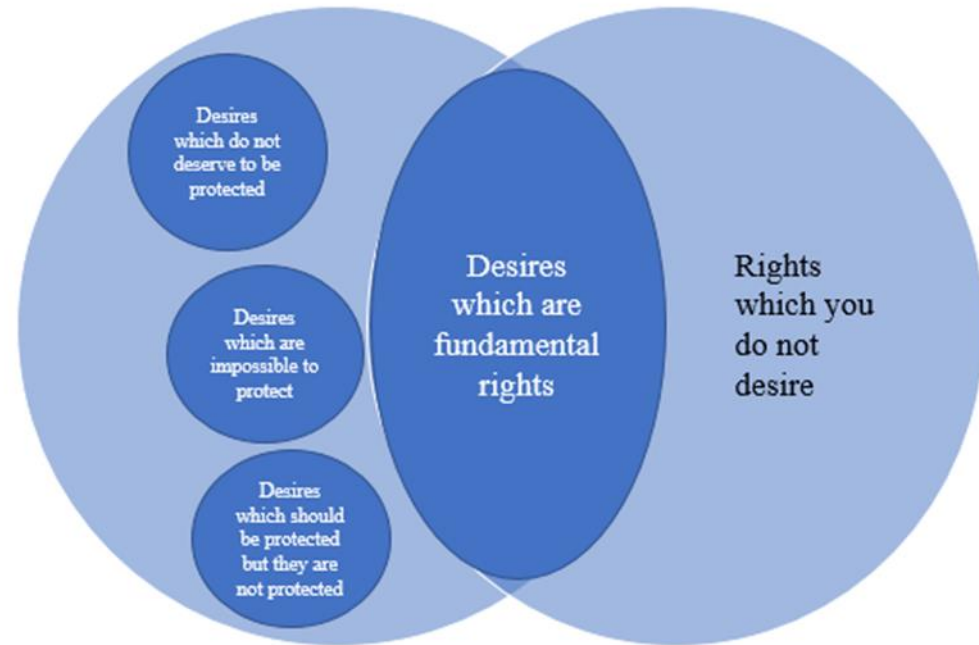 Desires
which do not
deserve to be
protected
Desires
which are
impossible to
protect
Desires
which should
be protected
but they are
not protected
Desires
which are
fundamental
rights
Rights
which you
do not
desire